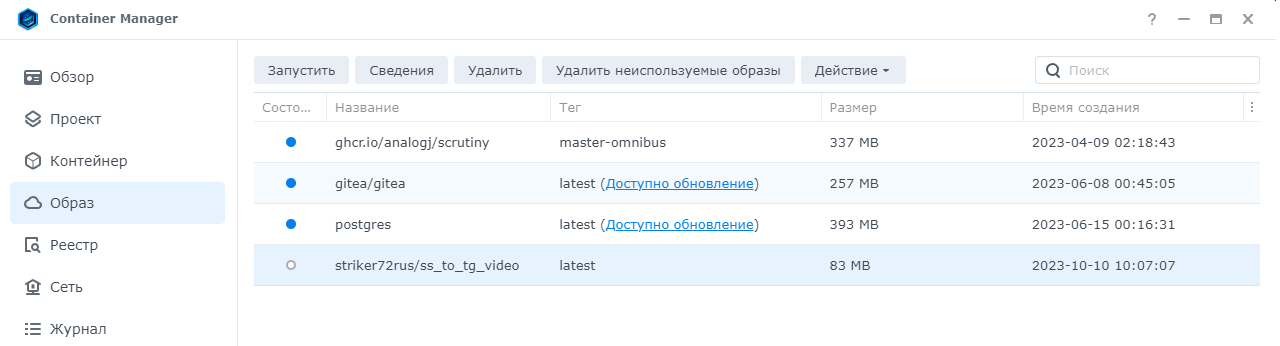 Container Manager
?
Обзор
Проект
Контейнер
Образ
Реестр
Сеть
Журнал
Запустить Сведения Удалить Удалить неиспользуемые образы Действие Поиск
Состо... Название Тег Размер Время создания
ghcr.io/analogj/scrutiny master-omnibus 337 MB 2023-04-09 02:18:43
gitea/gitea latest (Доступно обновление) 257 MB 2023-06-08 00:45:05
postgres latest (Доступно обновление) 393 MB 2023-06-15 00:16:31
striker72rus/ss_to_tg_video latest 83 MB 2023-10-10 10:07:07